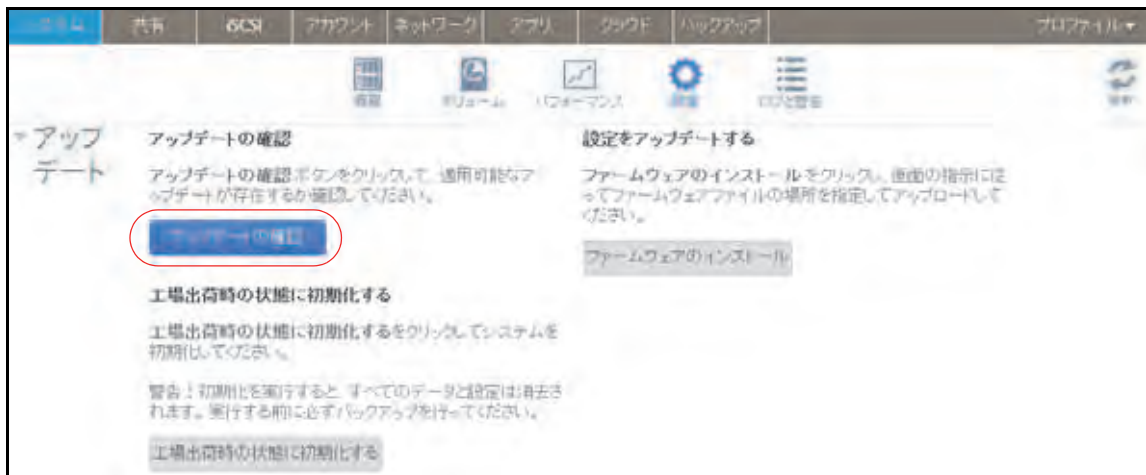 システム 共有 iSCSI アカウント ネットワーク アプリ クラウド バックアップ プロファイル
ボリューム パフォーマンス 設定 ログと警告
アップデート
アップデートの確認
アップデートの確認ボタンをクリックして、適用可能なア
ップデートが存在するか確認してください。
アップデートの確認
工場出荷時の状態に初期化する
工場出荷時の状態に初期化するをクリックしてシステムを
初期化してください。
警告！初期化を実行すると、すべてのデータと設定は消去さ
れます。実行する前に必ずバックアップを行ってください。
工場出荷時の状態に初期化する
設定をアップデートする
ファームウェアのインストールをクリックし、画面の指示に従
ってファームウェアファイルの場所を指定してアップロードして
ください。
ファームウェアのインストール